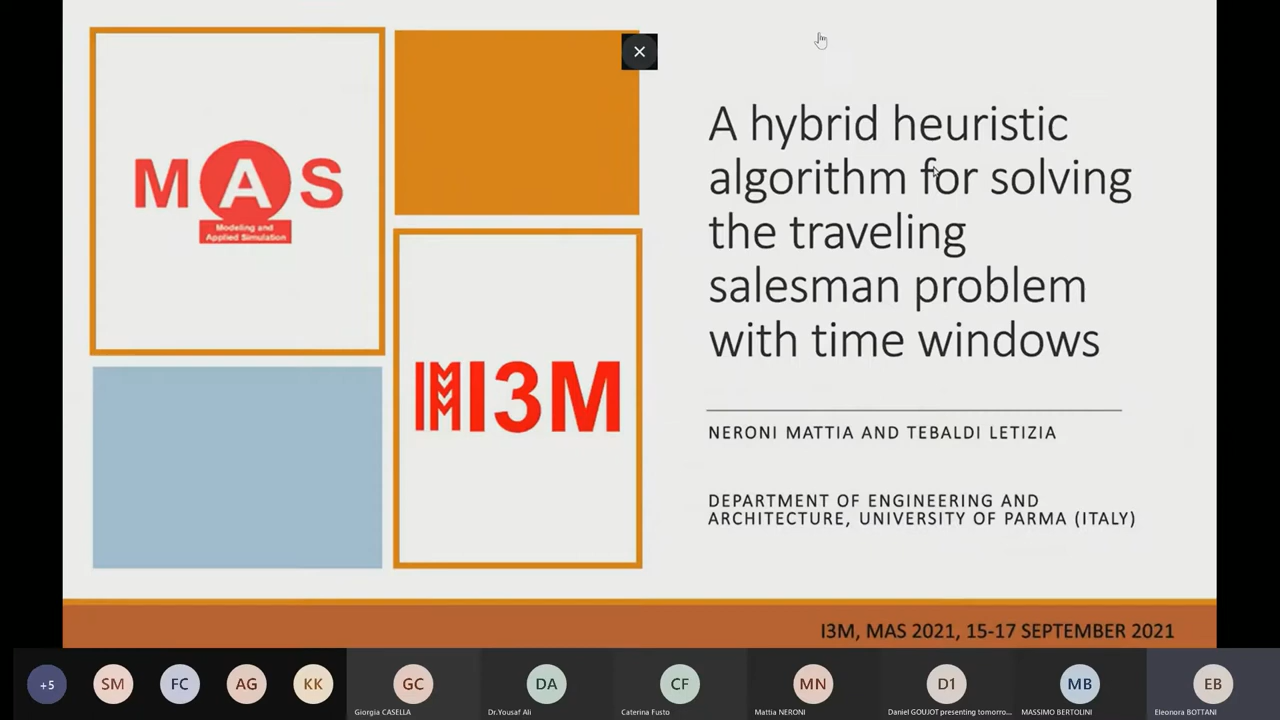 MAS
Modeling and
Applied Simulation
I3M
A hybrid heuristic
algorithm for solving
the traveling
salesman problem
with time windows
NERONI MATTIA AND TEBALDI LETIZIA
DEPARTMENT OF ENGINEERING AND
ARCHITECTURE, UNIVERSITY OF PARMA (ITALY)
I3M, MAS 2021, 15-17 SEPTEMBER 2021
+5
SM
FC
AG
KK
GC
Giorgia CASELLA
DA
Dr.Yousaf Ali
CF
Caterina Fusto
MN
Mattia NERONI
D1
Daniel GOUJOT presenting tomorro...
MB
MASSIMO BERTOLINI
EB
Eleonora BOTTANI